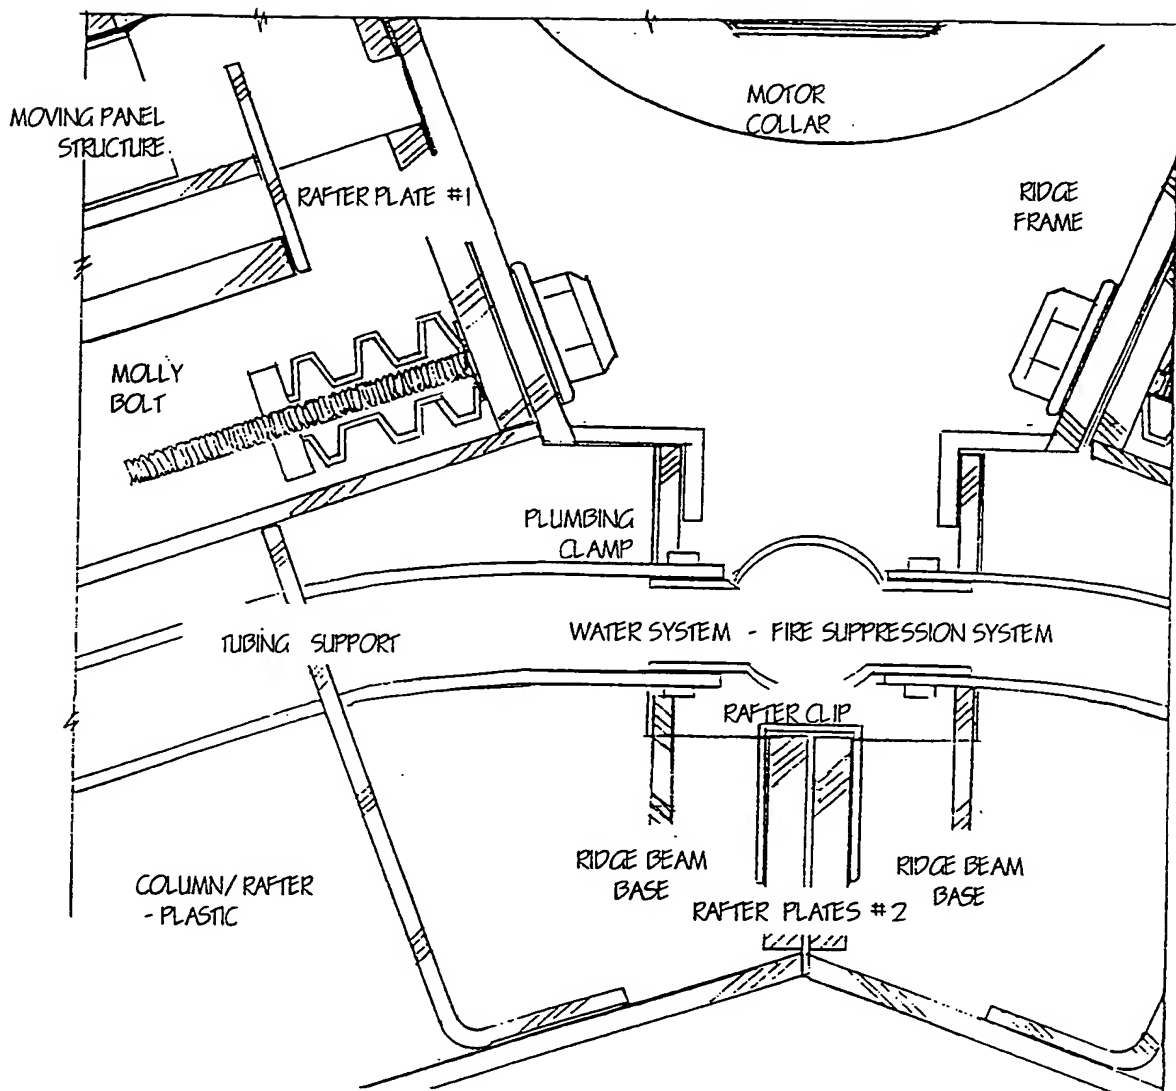 MOVING PANEL
STRUCTURE
MOTOR
COLLAR
RAFTER PLATE #1
RIDGE
FRAME
MOLLY
BOLT
PLUMBING
CLAMP
TUBING SUPPORT
WATER SYSTEM - FIRE SUPPRESSION SYSTEM
RAFTER CLIP
RIDGE BEAM
BASE
RIDGE BEAM
BASE
COLUMN/RAFTER
- PLASTIC
RAFTER PLATES #2